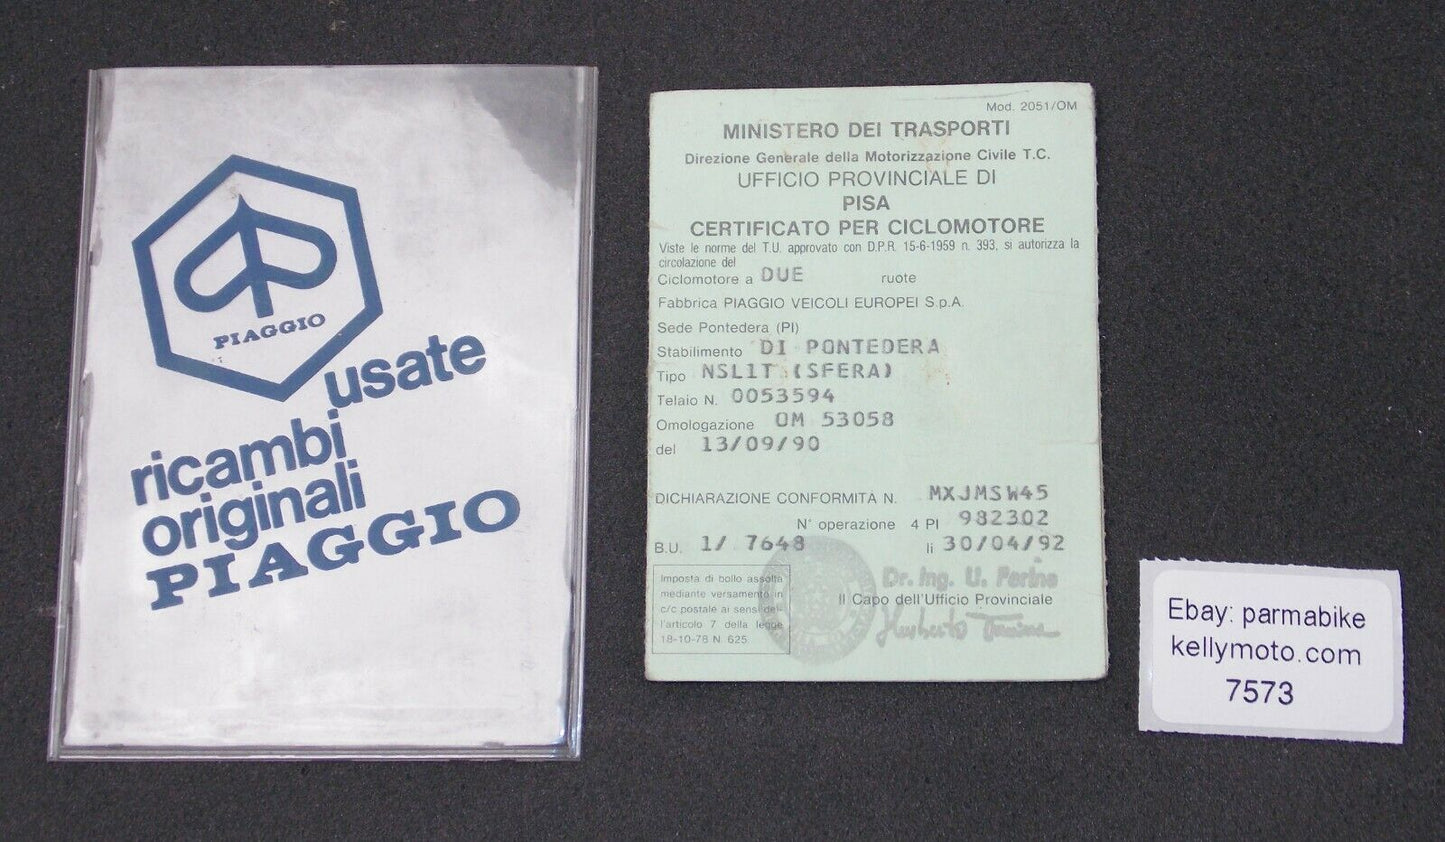 PIAGGIO
usate
ricambi
originali
PIAGGIO
Mod. 2051/OM
MINISTERO DEI TRASPORTI
Direzione Generale della Motorizzazione Civile T.C.
UFFICIO PROVINCIALE DI
PISA
CERTIFICATO PER CICLOMOTORE
Viste le norme del T.U. approvato con D.P.R. 15-6-1959 n. 393, si autorizza la
circolazione del
Ciclomotore a DUE ruote
Fabbrica PIAGGIO VEICOLI EUROPEI S.p.A.
Sede Pontedera (PI)
Stabilimento DI PONTEDERA
Tipo NSL1T (SFERA)
Telaio N. 0053594
Omologazione OM 53058
del 13/09/90
DICHIARAZIONE CONFORMITÀ N. MXJMSW45
N° operazione 4 PI 982302
B.U. 1/ 7648 li 30/04/92
Imposta di bollo assolta
mediante versamento in
c/c postale ai sensi del-
l'articolo 7 della legge
18-10-78 N. 625
Dr. Ing. U.
Il Capo dell'Ufficio Provinciale
Ebay: parmabike
kellymoto.com
7573